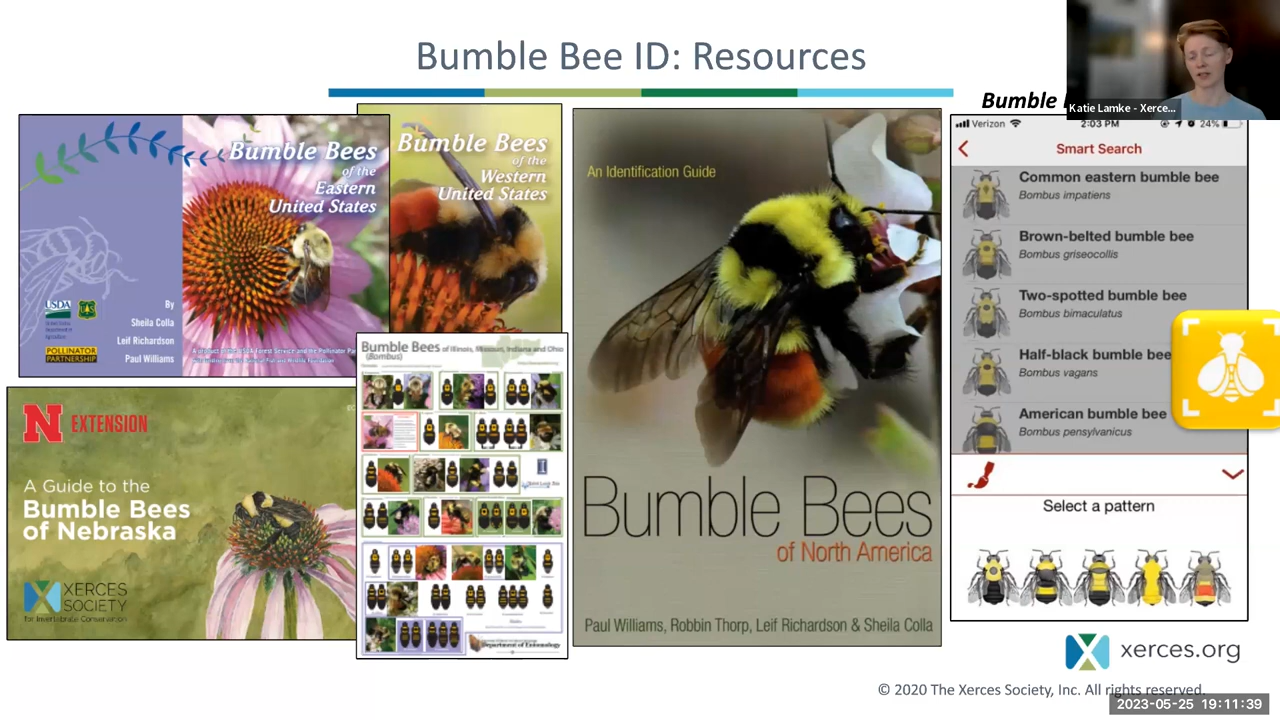 Bumble Bee ID: Resources
Katie Lamke - Xerce...
Bumble
Bumble Bees
of the
Eastern
United States
By
Sheila Colla
Leif Richardson
Paul Williams
USDA
POLLINATOR
PARTNERSHIP
Bumble Bees
of the
Western
United States
N EXTENSION
A Guide to the
Bumble Bees
of Nebraska
XERCES
SOCIETY
for Invertebrate Conservation
Bumble Bees of Illinois, Missouri, Indiana and Ohio
(Bombus)
Department of Entomology
An Identification Guide
Bumble Bees
of North America
Paul Williams, Robbin Thorp, Leif Richardson & Sheila Colla
Verizon 2:03 PM 24%
Smart Search
Common eastern bumble bee
Bombus impatiens
Brown-belted bumble bee
Bombus griseocollis
Two-spotted bumble bee
Bombus bimaculatus
Half-black bumble bee
Bombus vagans
American bumble bee
Bombus pensylvanicus
Select a pattern
xerces.org
© 2020 The Xerces Society, Inc. All rights reserved.
2023-05-25 19:11:39